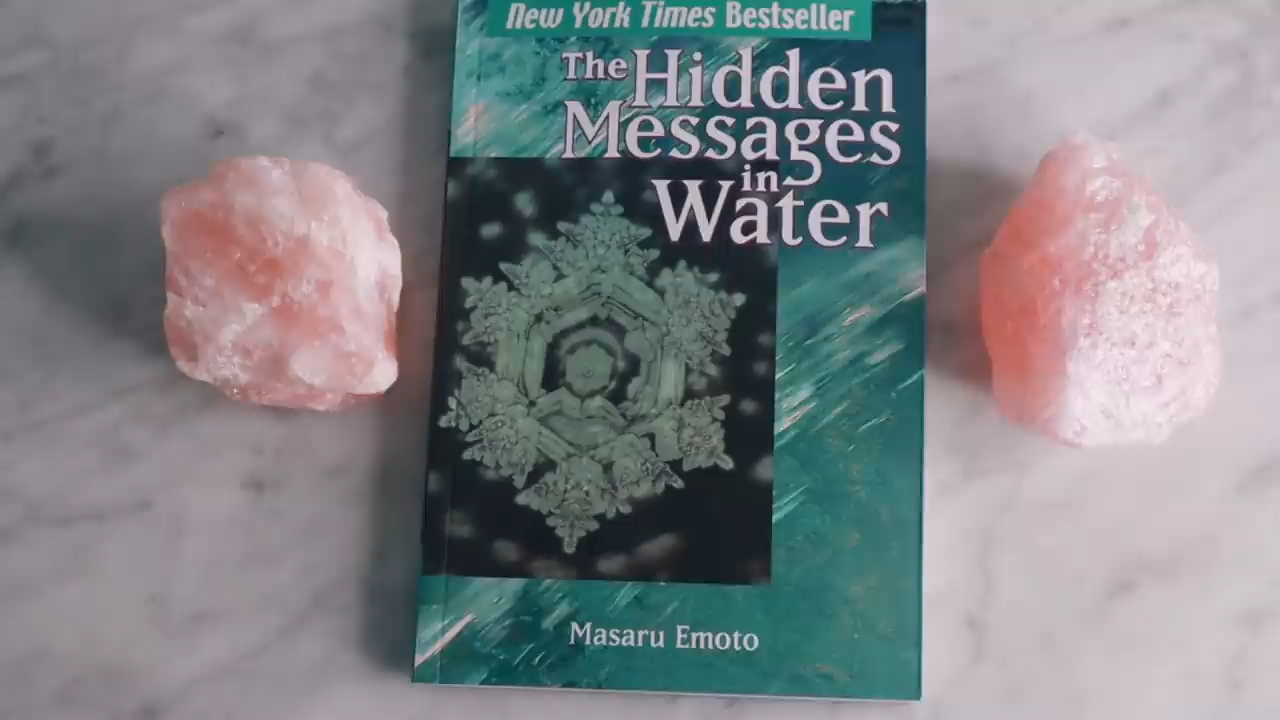 New York Times Bestseller
The Hidden
Messages
in
Water
Masaru Emoto